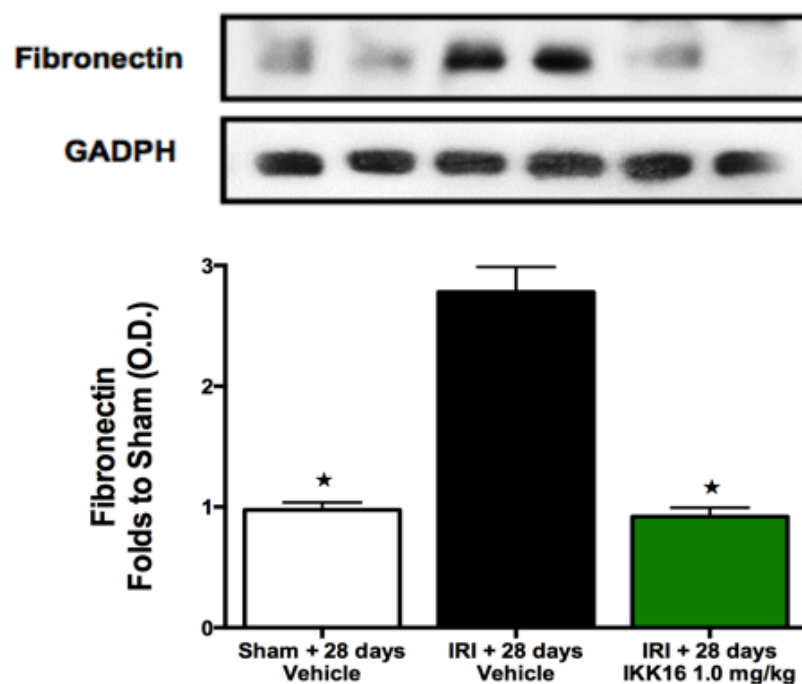 Fibronectin
GADPH
Fibronectin
Folds to Sham (O.D.)
3
2
1
0
★
★
Sham + 28 days
Vehicle
IRI + 28 days
Vehicle
IRI + 28 days
IKK16 1.0 mg/kg